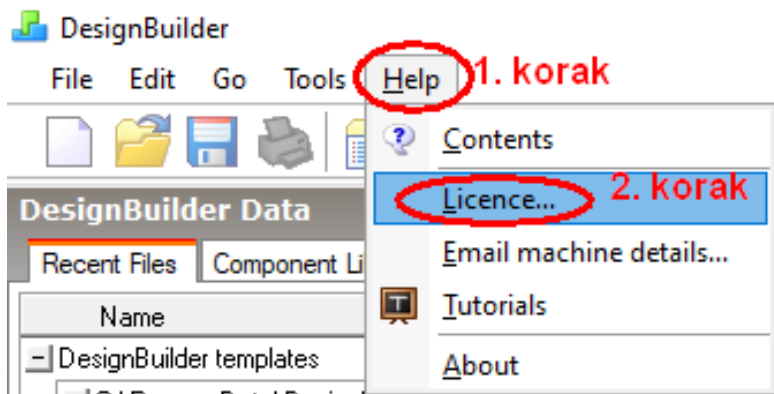 DesignBuilder
File Edit Go Tools Help 1. korak
Contents
Licence... 2. korak
Email machine details...
Tutorials
About
DesignBuilder Data
Recent Files Component Li
Name
DesignBuilder templates